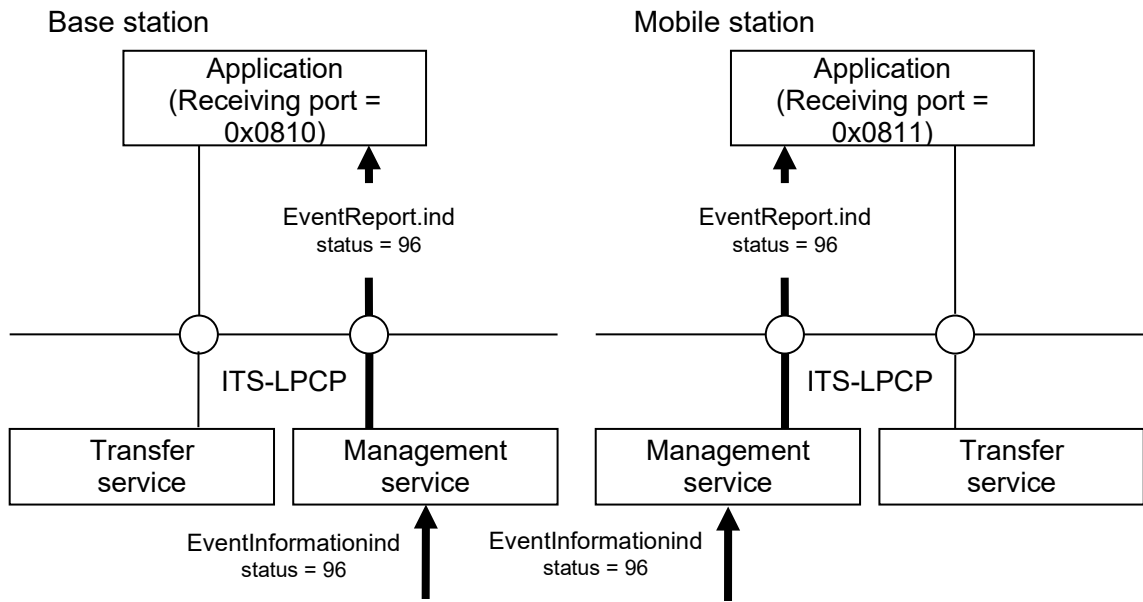 Base station
Application
(Receiving port =
0x0810)
EventReport.ind
status = 96
ITS-LPCP
Transfer
service
Management
service
EventInformationind
status = 96
Mobile station
Application
(Receiving port =
0x0811)
EventReport.ind
status = 96
ITS-LPCP
Management
service
Transfer
service
EventInformationind
status = 96